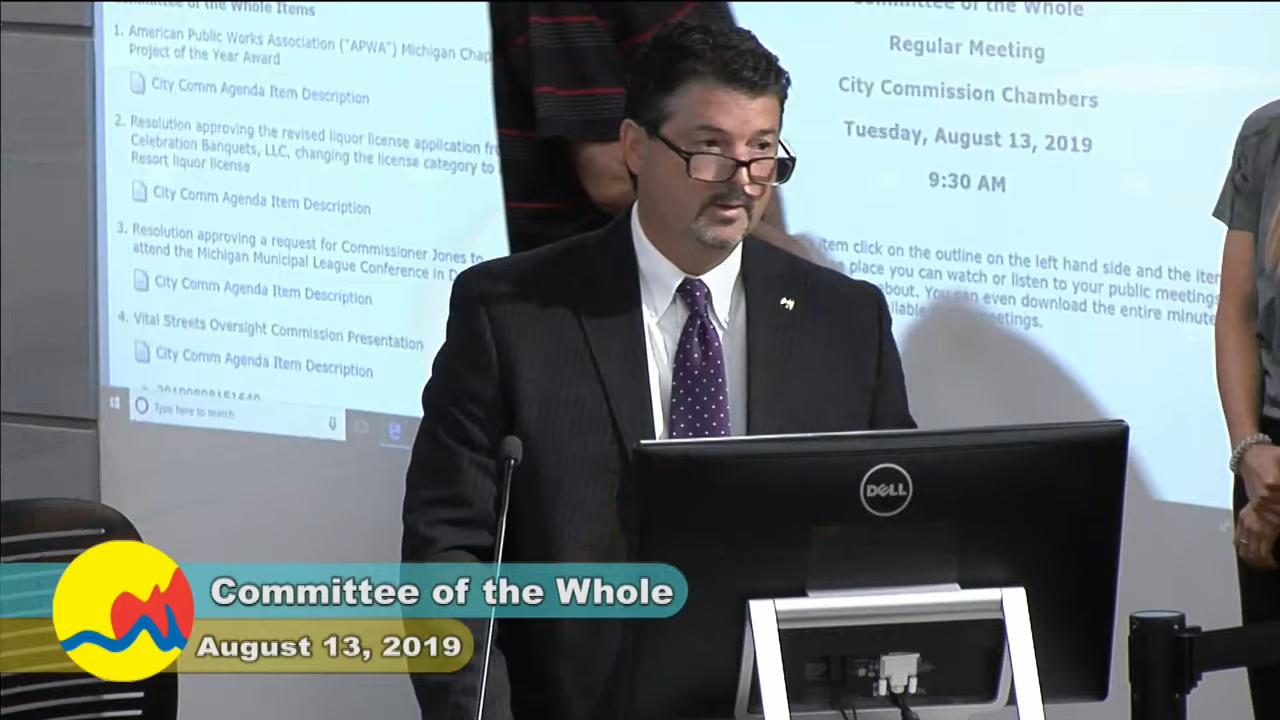 Committee of the Whole Items
1. American Public Works Association ("APWA") Michigan Chap
Project of the Year Award
City Comm Agenda Item Description
2. Resolution approving the revised liquor license application fr
Celebration Banquets, LLC, changing the license category to
Resort liquor license
City Comm Agenda Item Description
3. Resolution approving a request for Commissioner Jones to
attend the Michigan Municipal League Conference in D
City Comm Agenda Item Description
4. Vital Streets Oversight Commission Presentation
City Comm Agenda Item Description
Type here to search
Committee of the Whole
Regular Meeting
City Commission Chambers
Tuesday, August 13, 2019
9:30 AM
item click on the outline on the left hand side and the iter
place you can watch or listen to your public meetings
about. You can even download the entire minute
meetings.
DELL
Committee of the Whole
August 13, 2019